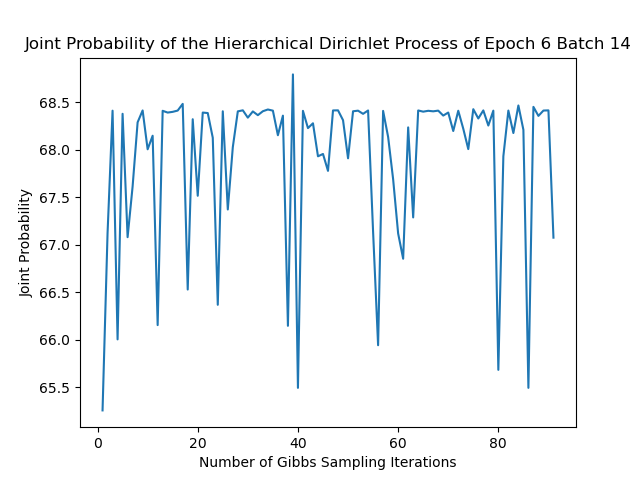 Joint Probability of the Hierarchical Dirichlet Process of Epoch 6 Batch 14
Joint Probability
68.5
68.0
67.5
67.0
66.5
66.0
65.5
0 20 40 60 80
Number of Gibbs Sampling Iterations